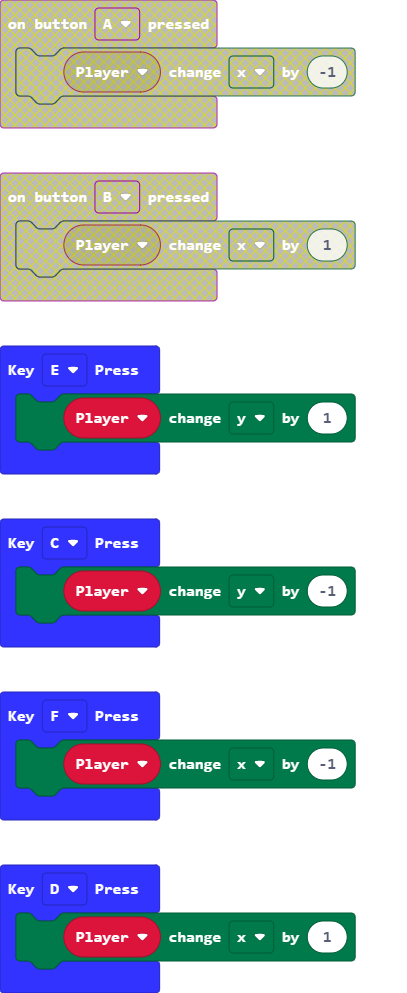 on button A pressed
Player change x by -1
on button B pressed
Player change x by 1
Key E Press
Player change y by 1
Key C Press
Player change y by -1
Key F Press
Player change x by -1
Key D Press
Player change x by 1